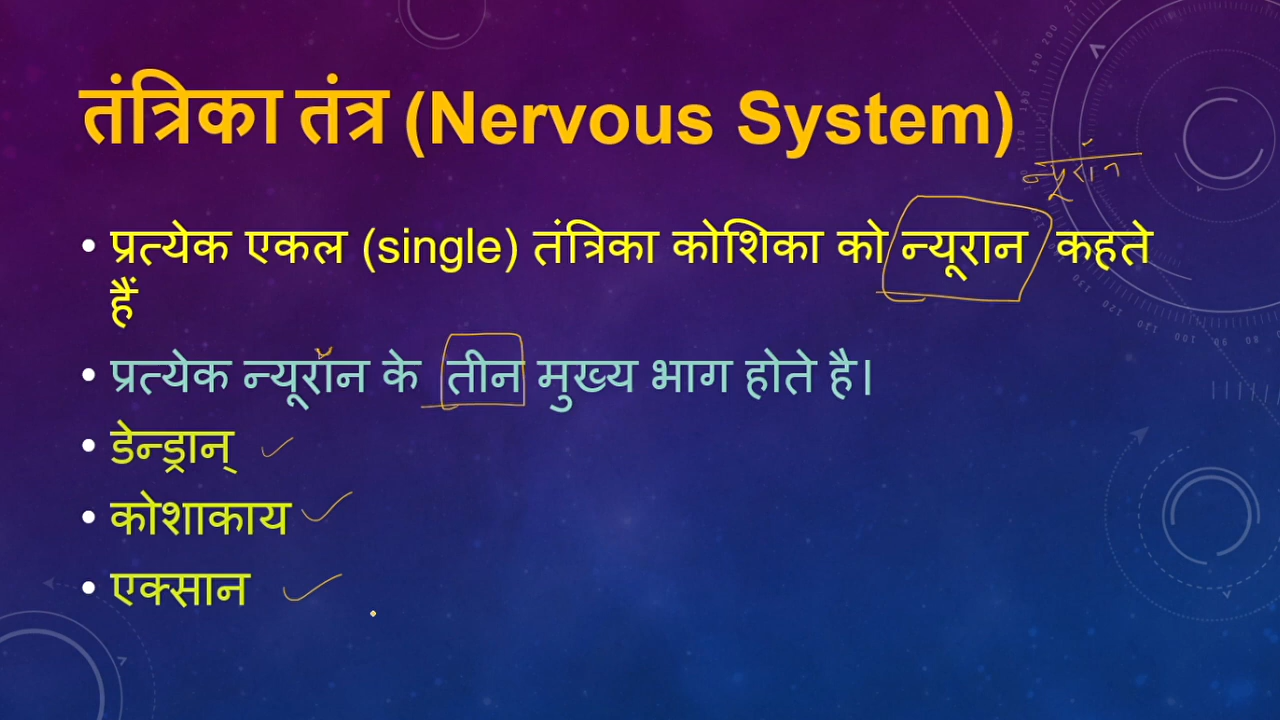 तंत्रिका तंत्र (Nervous System)
न्यूरॉन
• प्रत्येक एकल (single) तंत्रिका कोशिका को न्यूरान कहते
हैं
• प्रत्येक न्यूरॉन के तीन मुख्य भाग होते है।
• डेन्ड्रान्
• कोशाकाय
• एक्सान